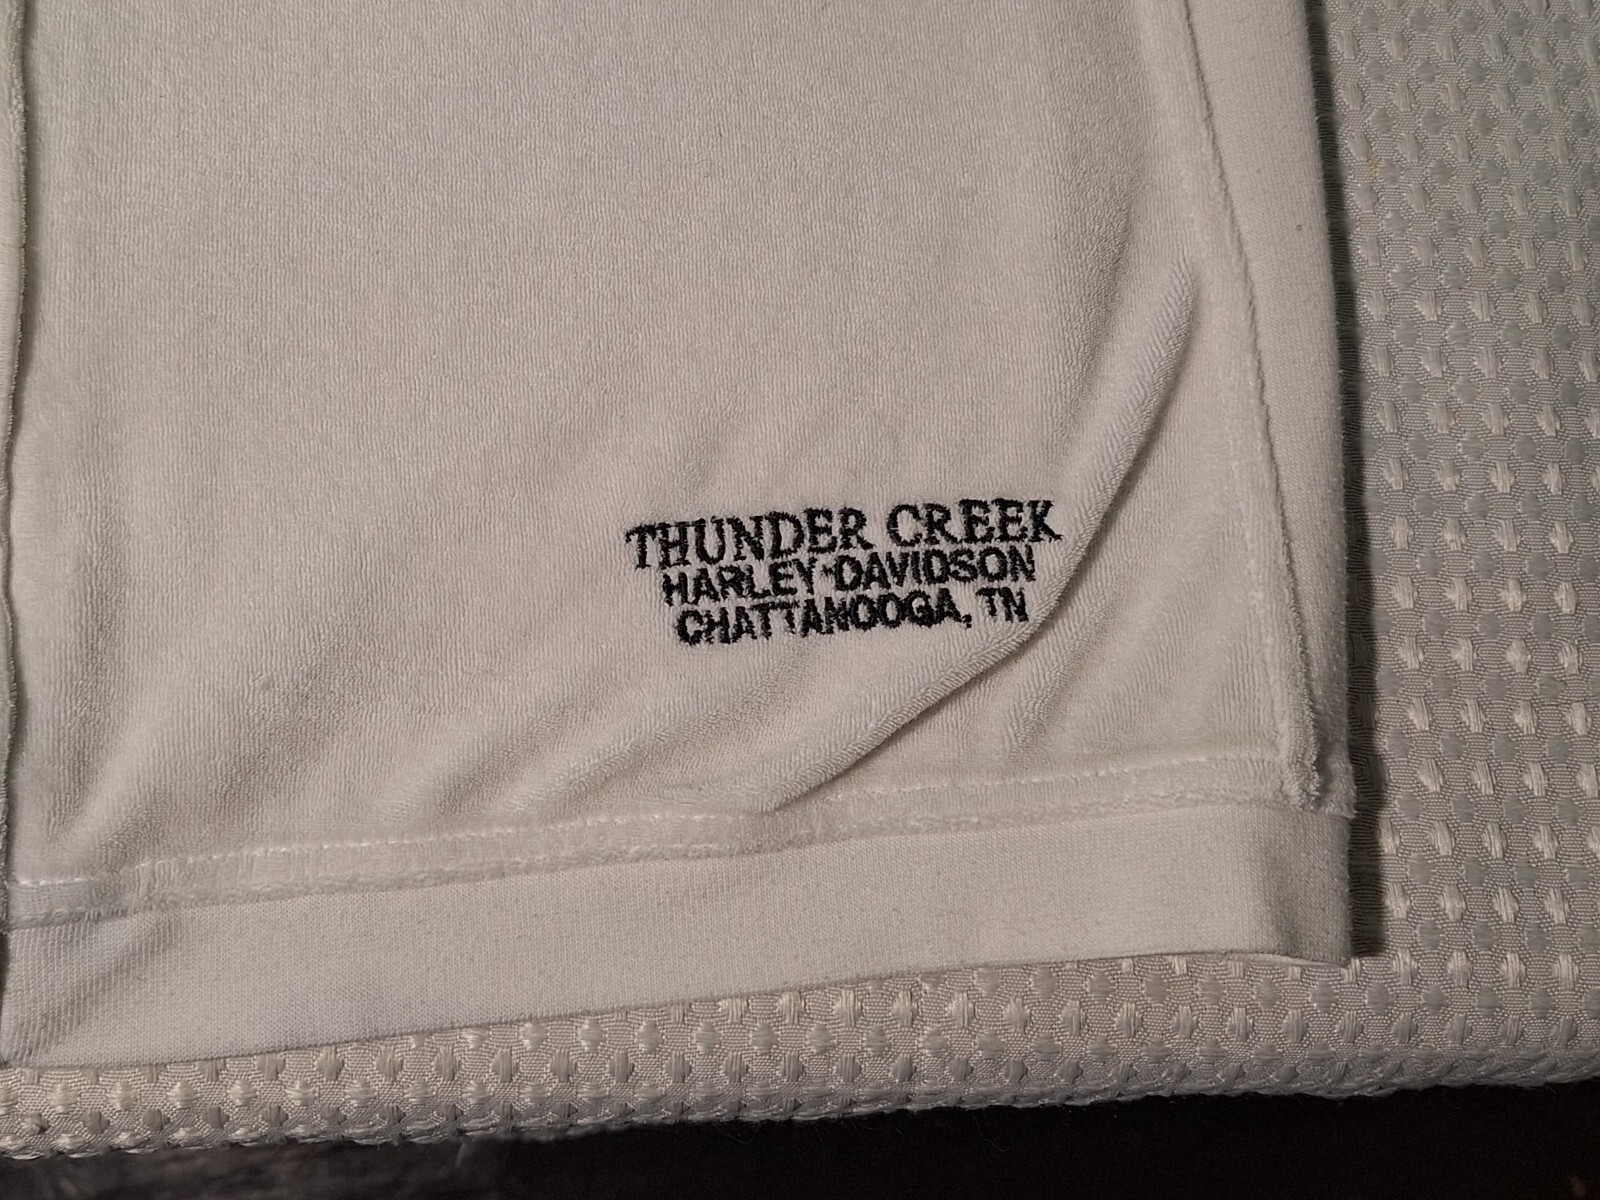 THUNDER CREEK
HARLEY-DAVIDSON
CHATTANOOGA, TN